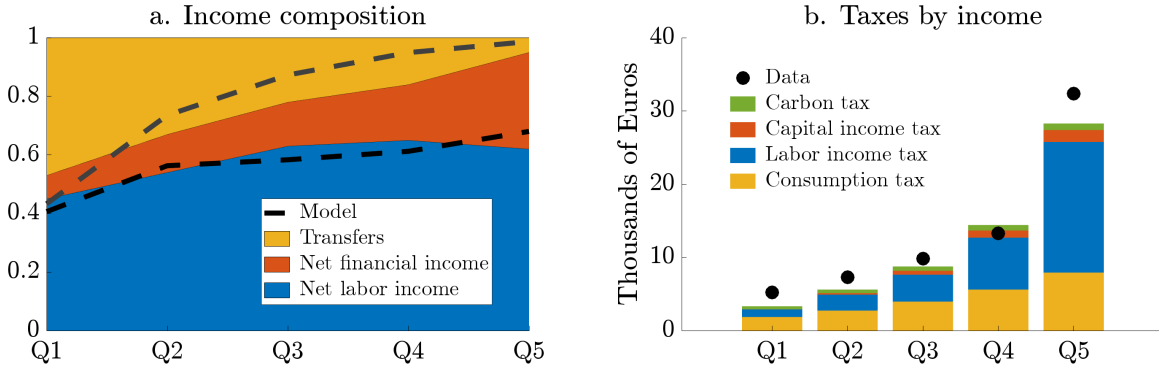 a. Income composition
1
0.8
0.6
0.4
0.2
0
Model
Transfers
Net financial income
Net labor income
Q1 Q2 Q3 Q4 Q5
b. Taxes by income
Thousands of Euros
40
30
20
10
0
Data
Carbon tax
Capital income tax
Labor income tax
Consumption tax
Q1 Q2 Q3 Q4 Q5